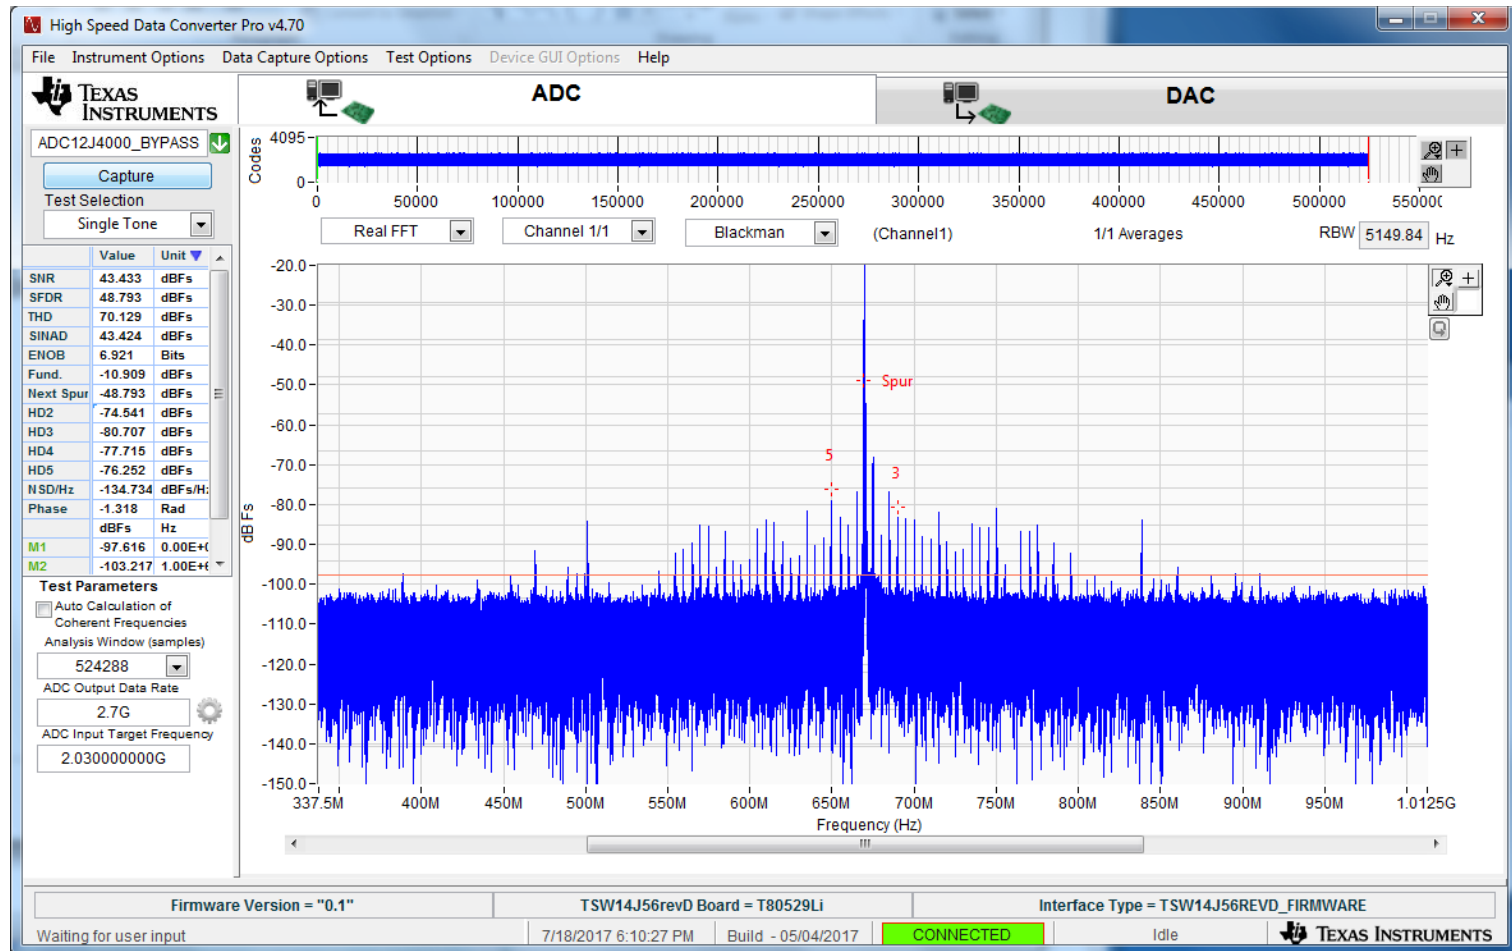 High Speed Data Converter Pro v4.70
File Instrument Options Data Capture Options Test Options Device GUI Options Help
TEXAS INSTRUMENTS
ADC
DAC
ADC12J4000_BYPASS
Capture
Test Selection
Single Tone
Value Unit
SNR 43.433 dBFs
SFDR 48.793 dBFs
THD 70.129 dBFs
SINAD 43.424 dBFs
ENOB 6.921 Bits
Fund. -10.909 dBFs
Next Spur -48.793 dBFs
HD2 -74.541 dBFs
HD3 -80.707 dBFs
HD4 -77.715 dBFs
HD5 -76.252 dBFs
NSD/Hz -134.734 dBFs/H
Phase -1.318 Rad
dBFs Hz
M1 -97.616 0.00E+0
M2 -103.217 1.00E+6
Test Parameters
Auto Calculation of
Coherent Frequencies
Analysis Window (samples)
524288
ADC Output Data Rate
2.7G
ADC Input Target Frequency
2.030000000G
Codes
4095
0
0 50000 100000 150000 200000 250000 300000 350000 400000 450000 500000 550000
Real FFT Channel 1/1 Blackman (Channel1) 1/1 Averages RBW 5149.84 Hz
dBFs
-20.0
-30.0
-40.0
-50.0
-60.0
-70.0
-80.0
-90.0
-100.0
-110.0
-120.0
-130.0
-140.0
-150.0
Spur
5
3
337.5M 400M 450M 500M 550M 600M 650M 700M 750M 800M 850M 900M 950M 1.0125G
Frequency (Hz)
Firmware Version = "0.1" TSW14J56revD Board = T80529Li Interface Type = TSW14J56REVD_FIRMWARE
Waiting for user input 7/18/2017 6:10:27 PM Build - 05/04/2017 CONNECTED Idle TEXAS INSTRUMENTS